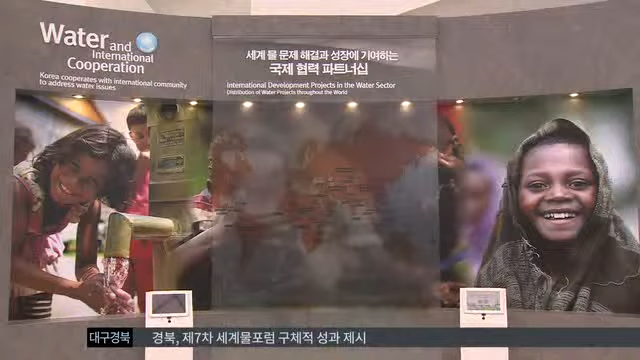 Water and
International
Cooperation
Korea cooperates with international community
to address water issues
세계 물 문제 해결과 성장에 기여하는
국제 협력 파트너십
International Development Projects in the Water Sector
Distribution of Water Projects throughout the World
대구경북
경북, 제7차 세계물포럼 구체적 성과 제시